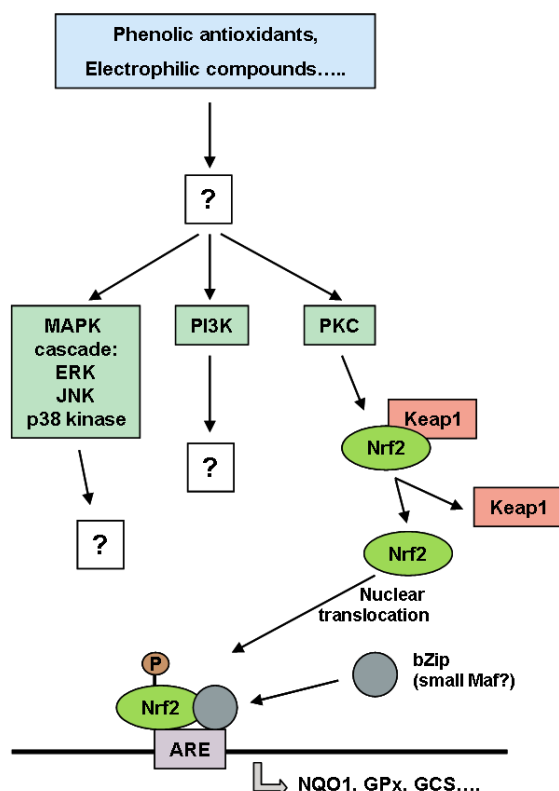 Phenolic antioxidants,
Electrophilic compounds…..
?
MAPK
cascade:
ERK
JNK
p38 kinase
PI3K
PKC
Keap1
Nrf2
?
Keap1
?
Nrf2
Nuclear
translocation
P
bZip
(small Maf?)
Nrf2
ARE
NQO1, GPx, GCS….